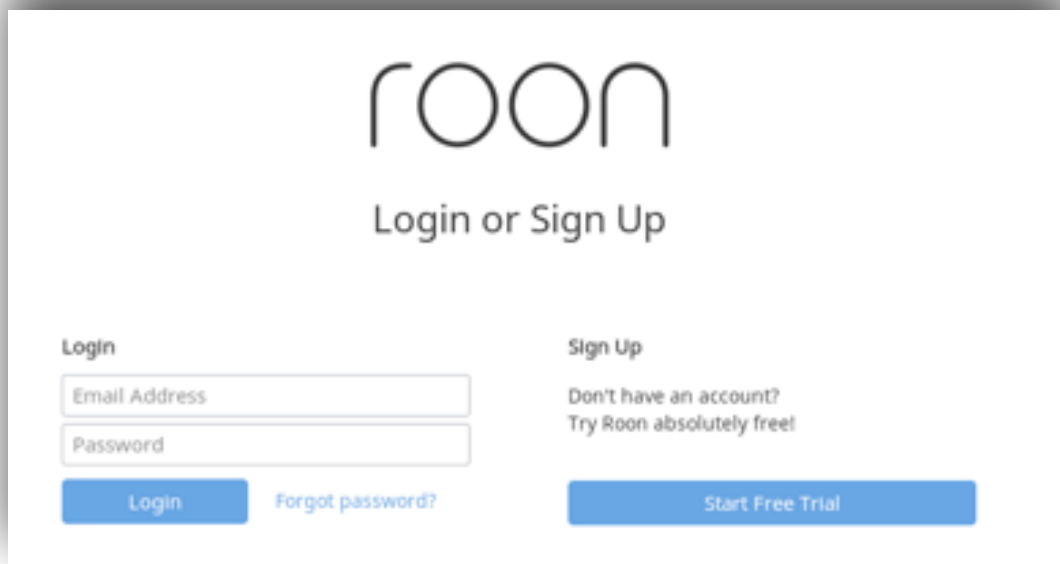 roon
Login or Sign Up
Login
Email Address
Password
Login
Forgot password?
Sign Up
Don't have an account?
Try Roon absolutely free!
Start Free Trial